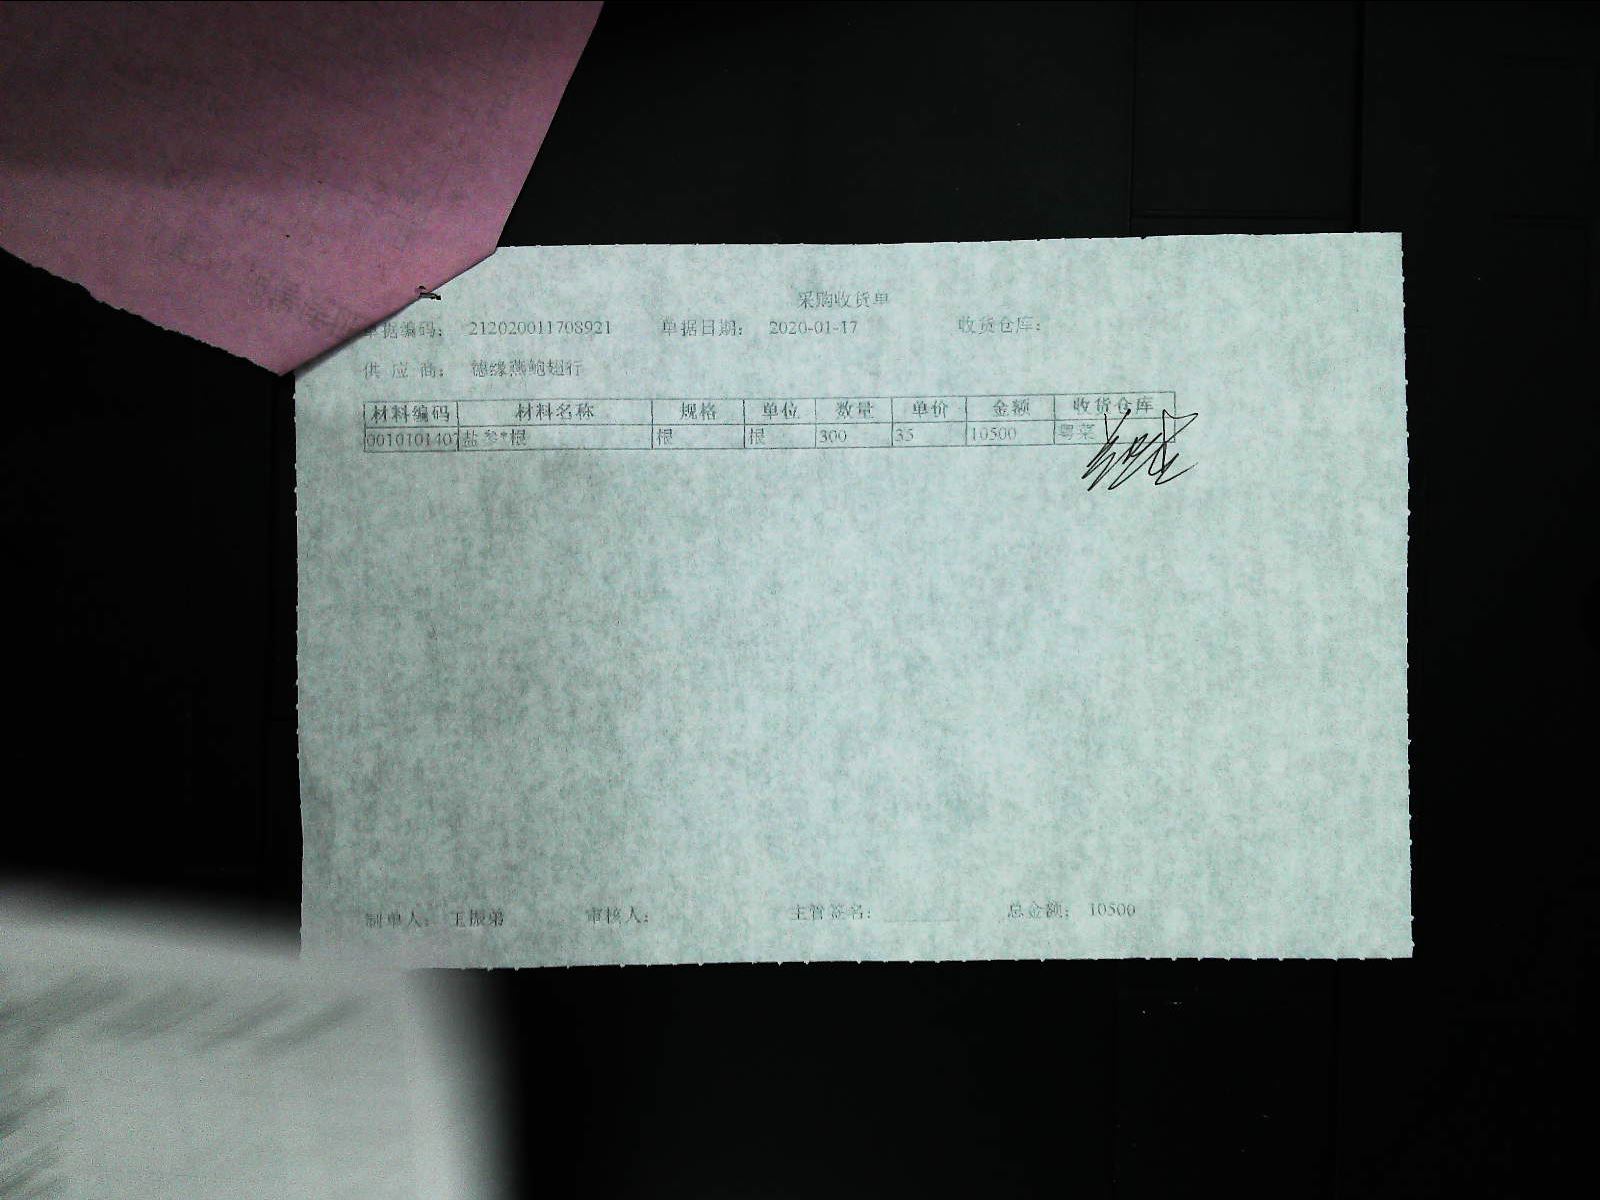 采购收货单
单据编码： 212020011708921 单据日期： 2020-01-17 收货仓库：
供 应 商： 德缘燕鲍翅行
材料编码 材料名称 规格 单位 数量 单价 金额 收货仓库
0010101407 盐参*根 根 根 300 35 10500 粤菜
制单人： 王振弟 审核人： 主管签名： 总金额： 10500